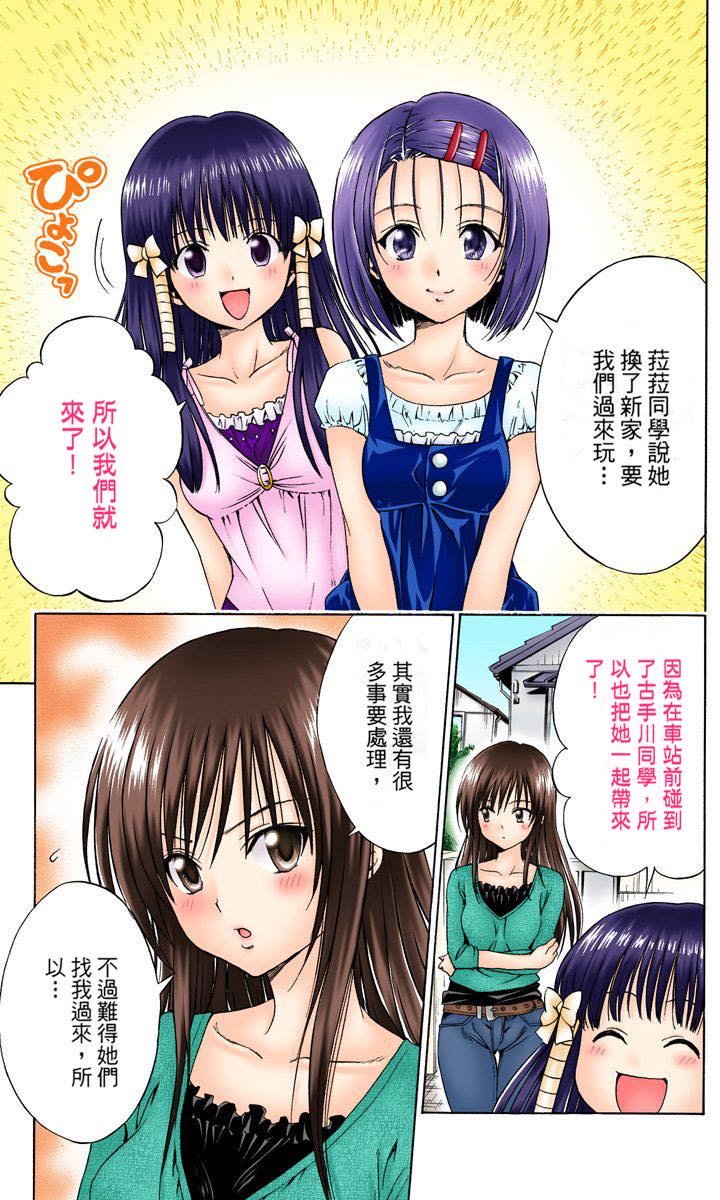 菈菈同學說她
換了新家，要
我們過來玩…
ぴょこっ
所以我們就
來了！
因為在車站前碰到
了古手川同學，所
以也把她一起帶來
了！
其實我還有很
多事要處理，
不過難得她們
找我過來，所
以…